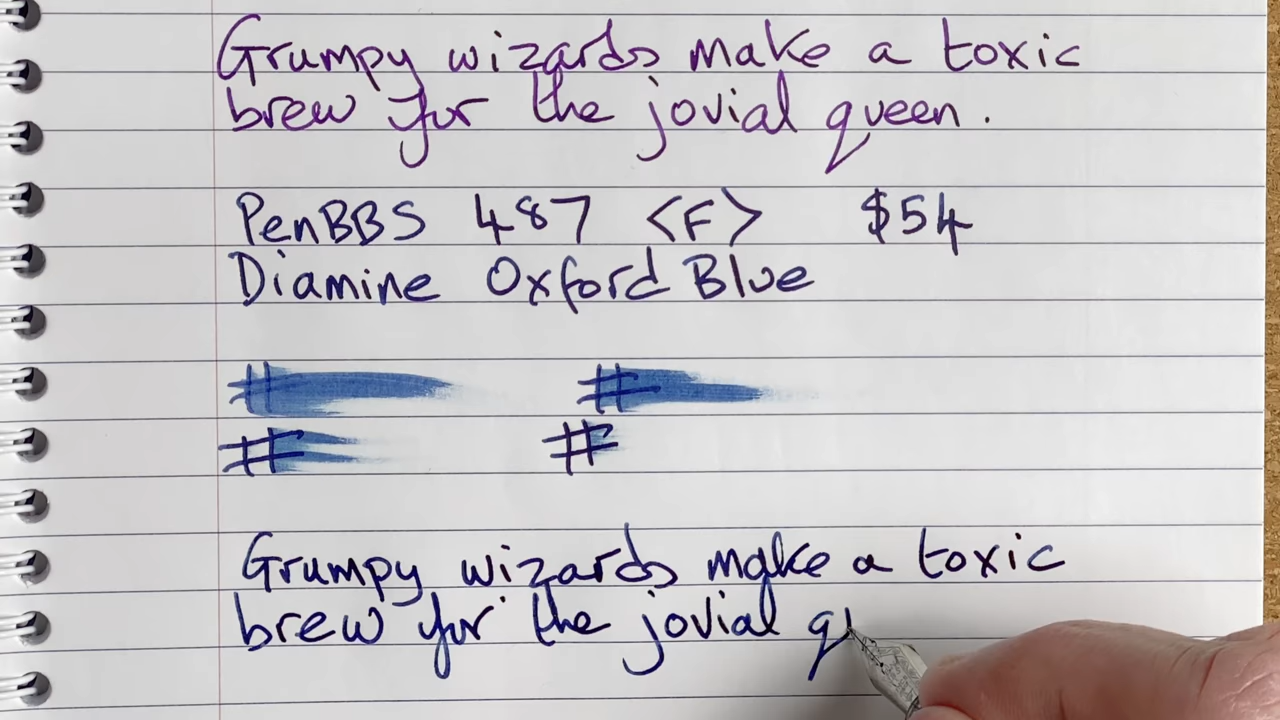 Grumpy wizards make a toxic
brew for the jovial queen.
PenBBS 487 <F> $54
Diamine Oxford Blue
# #
# #
Grumpy wizards make a toxic
brew for the jovial qu